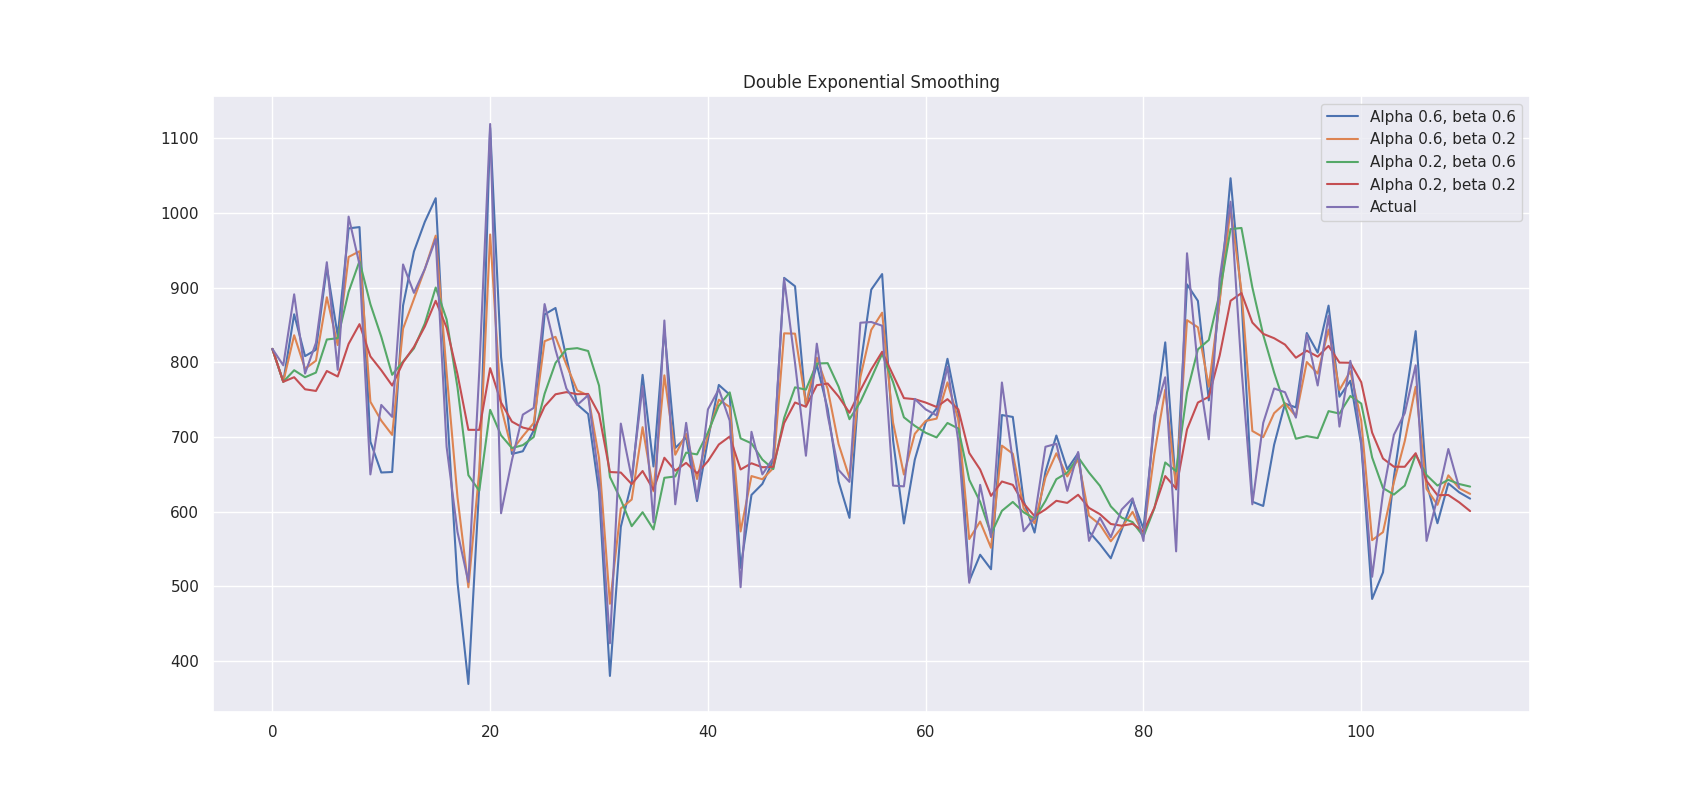 Double Exponential Smoothing
Alpha 0.6, beta 0.6
Alpha 0.6, beta 0.2
Alpha 0.2, beta 0.6
Alpha 0.2, beta 0.2
Actual
1100
1000
900
800
700
600
500
400
0 20 40 60 80 100